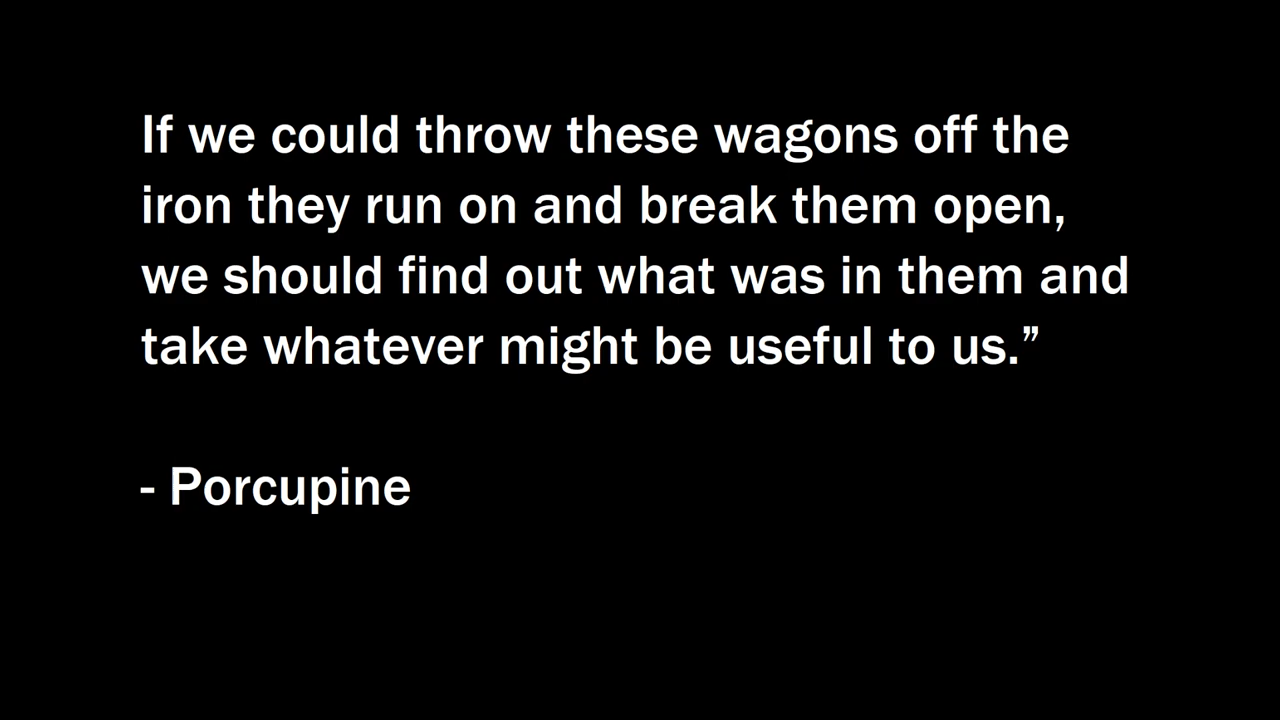 If we could throw these wagons off the
iron they run on and break them open,
we should find out what was in them and
take whatever might be useful to us.”
- Porcupine